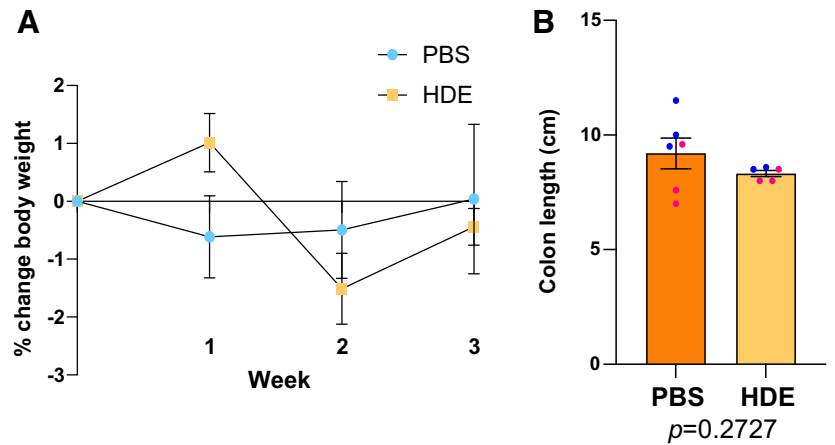 A
PBS
HDE
% change body weight
2
1
0
-1
-2
-3
1 2 3
Week
B
Colon length (cm)
15
10
5
0
PBS HDE
p=0.2727